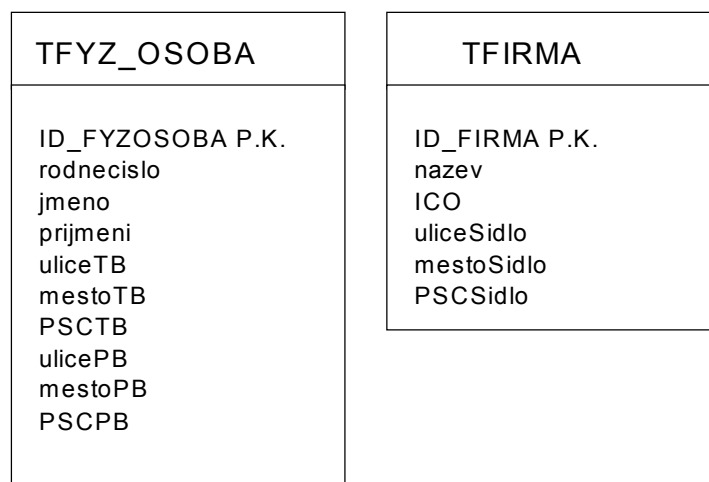 TFYZ_OSOBA
ID_FYZOSOBA P.K.
rodnecislo
jmeno
prijmeni
uliceTB
mestoTB
PSCTB
ulicePB
mestoPB
PSCPB
TFIRMA
ID_FIRMA P.K.
nazev
ICO
uliceSidlo
mestoSidlo
PSCSidlo